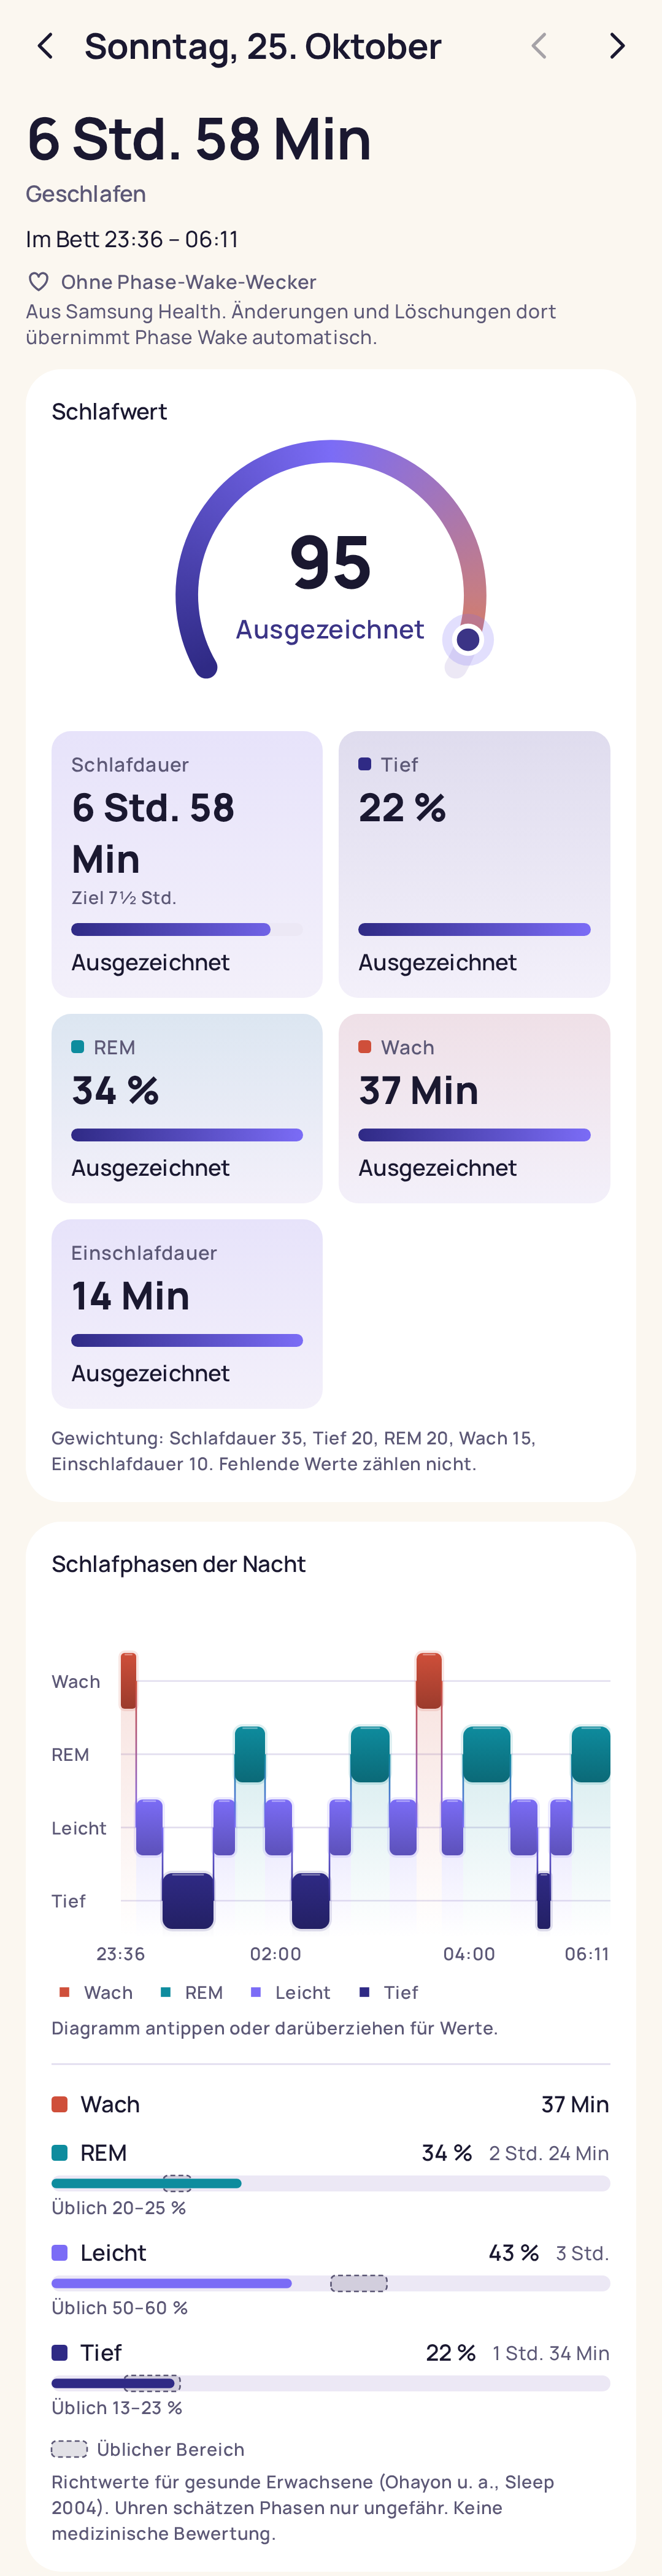 Sonntag, 25. Oktober
6 Std. 58 Min
Geschlafen
Im Bett 23:36 – 06:11
Ohne Phase-Wake-Wecker
Aus Samsung Health. Änderungen und Löschungen dort
übernimmt Phase Wake automatisch.
Schlafwert
95
Ausgezeichnet
Schlafdauer
6 Std. 58
Min
Ziel 7½ Std.
Ausgezeichnet
Tief
22 %
Ausgezeichnet
REM
34 %
Ausgezeichnet
Wach
37 Min
Ausgezeichnet
Einschlafdauer
14 Min
Ausgezeichnet
Gewichtung: Schlafdauer 35, Tief 20, REM 20, Wach 15,
Einschlafdauer 10. Fehlende Werte zählen nicht.
Schlafphasen der Nacht
Wach
REM
Leicht
Tief
23:36 02:00 04:00 06:11
Wach REM Leicht Tief
Diagramm antippen oder darüberziehen für Werte.
Wach 37 Min
REM 34 % 2 Std. 24 Min
Üblich 20–25 %
Leicht 43 % 3 Std.
Üblich 50–60 %
Tief 22 % 1 Std. 34 Min
Üblich 13–23 %
Üblicher Bereich
Richtwerte für gesunde Erwachsene (Ohayon u. a., Sleep
2004). Uhren schätzen Phasen nur ungefähr. Keine
medizinische Bewertung.